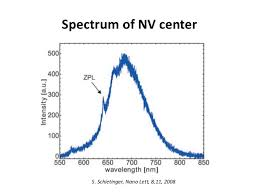 Spectrum of NV center
500
400
300
200
100
0
Intensity [a.u.]
ZPL
550 600 650 700 750 800 850
wavelength [nm]
S. Schietinger, Nano Lett, 8,11, 2008